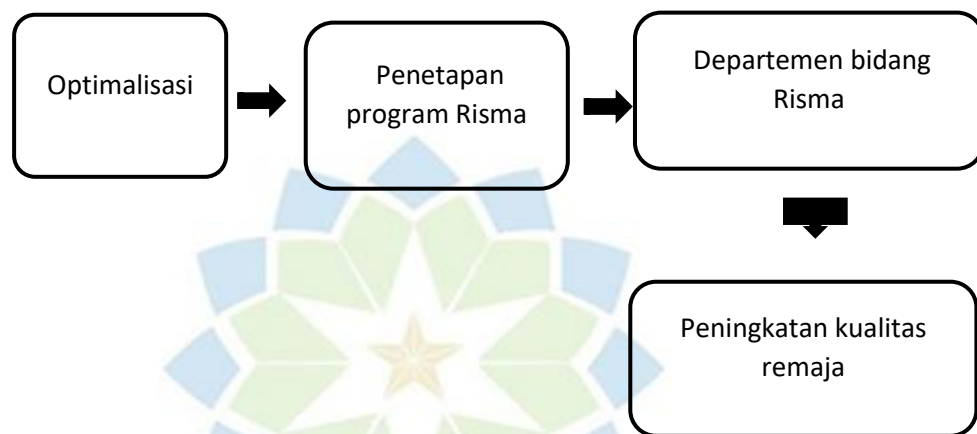 Optimalisasi
Penetapan
program Risma
Departemen bidang
Risma
Peningkatan kualitas
remaja